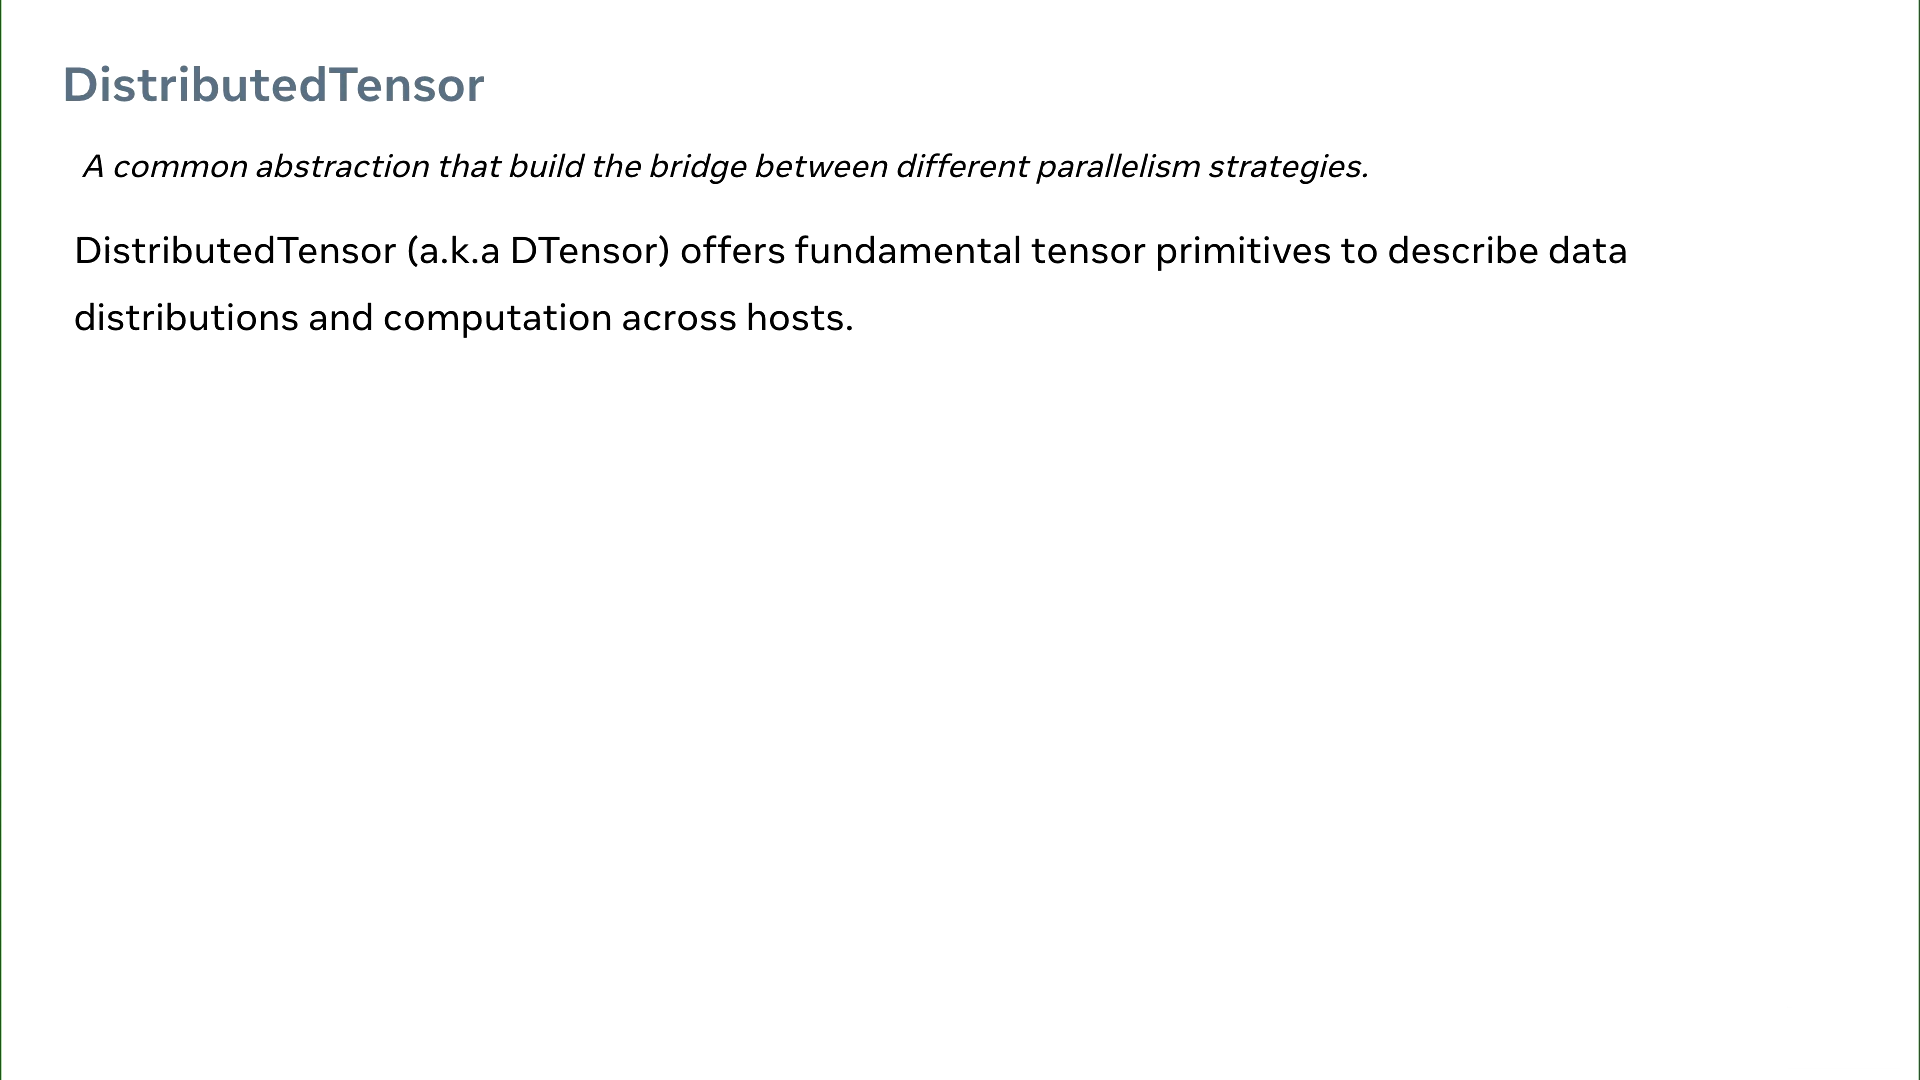 DistributedTensor
A common abstraction that build the bridge between different parallelism strategies.
DistributedTensor (a.k.a DTensor) offers fundamental tensor primitives to describe data
distributions and computation across hosts.